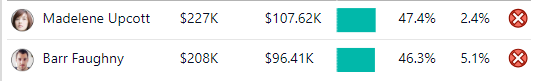 Madelene Upcott $227K $107.62K 47.4% 2.4%
Barr Faughny $208K $96.41K 46.3% 5.1%